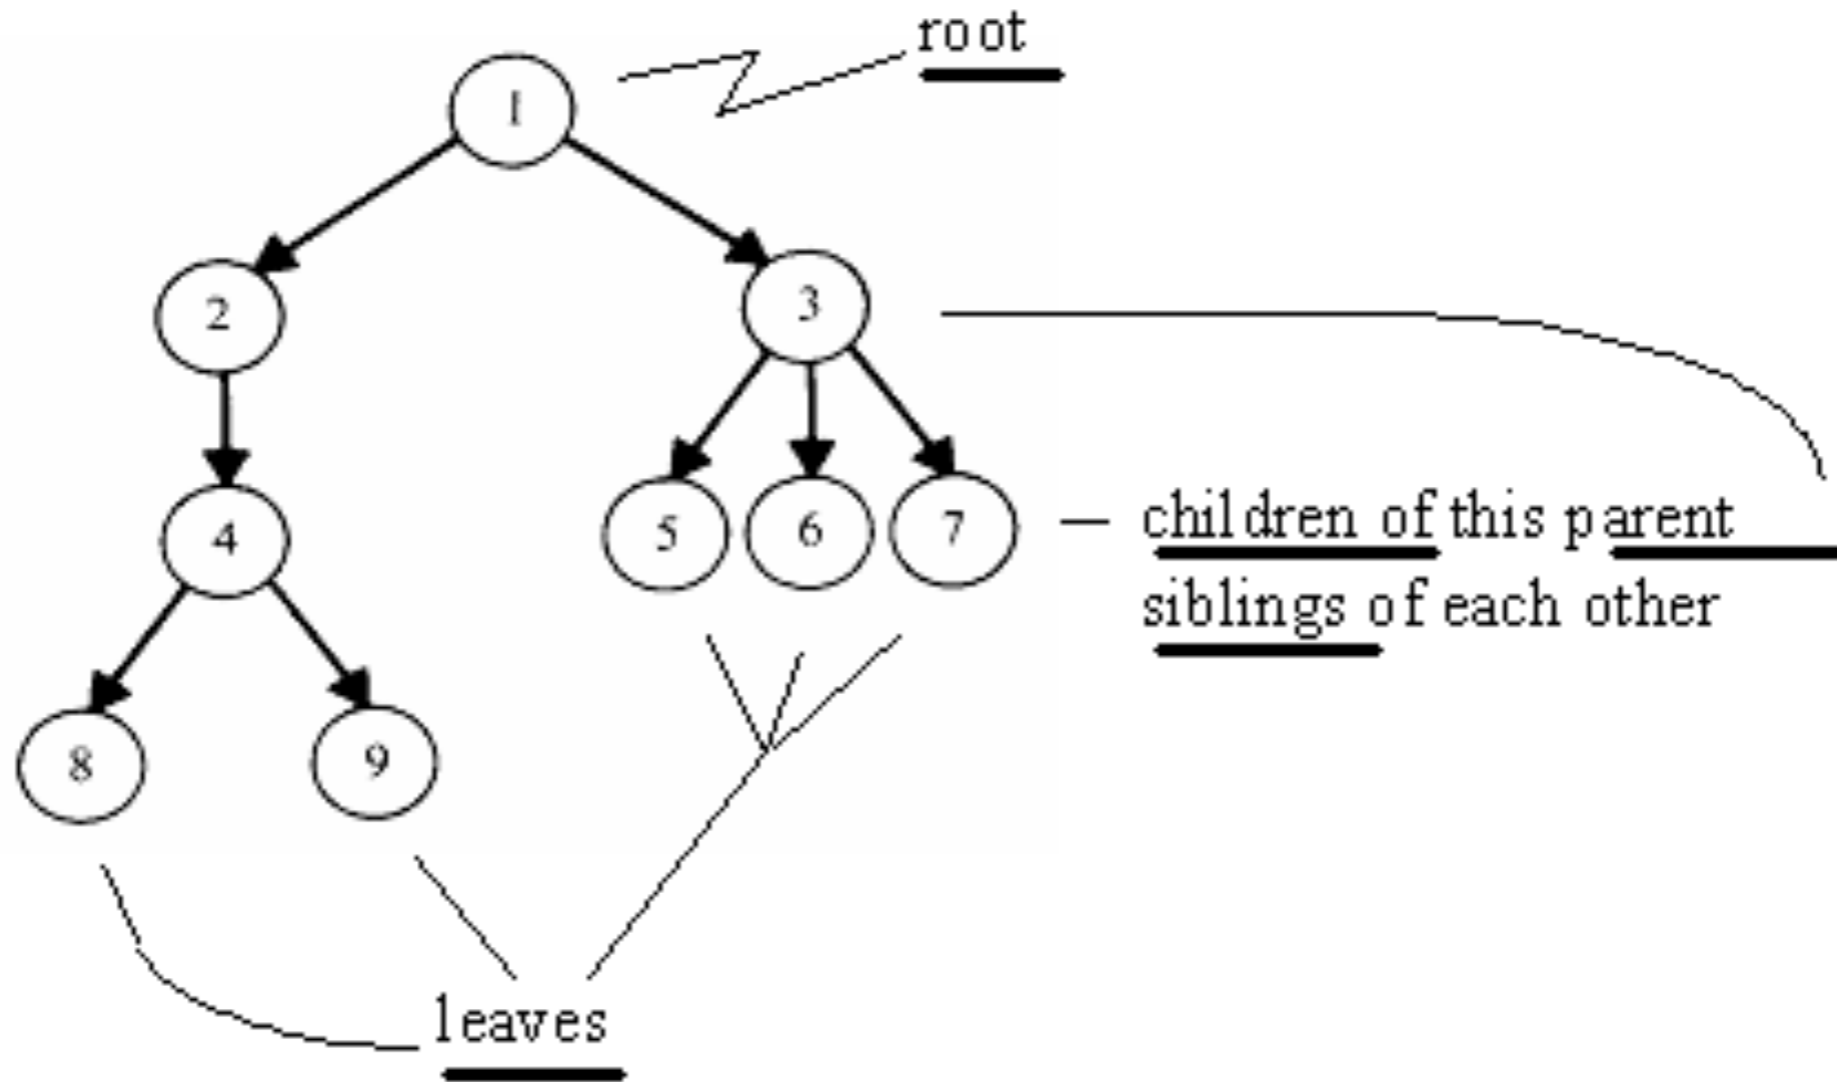 root
1
2
3
4
5
6
7
children of this parent
siblings of each other
8
9
leaves